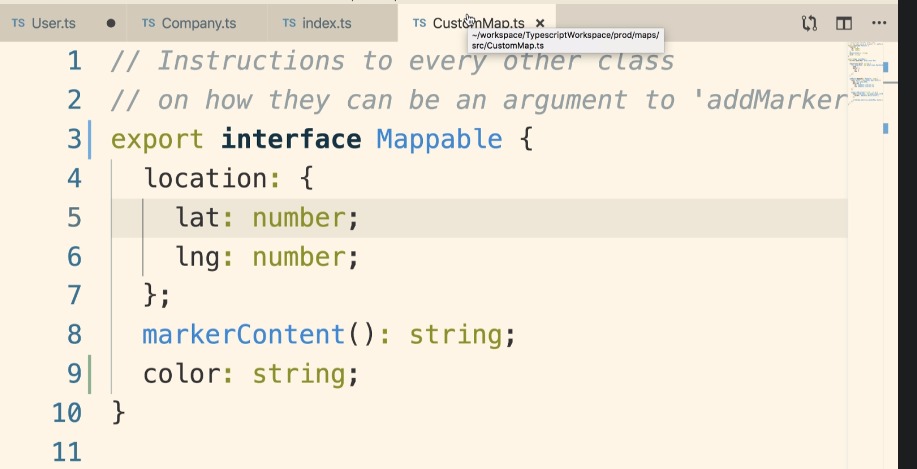 TS User.ts ● TS Company.ts TS index.ts TS CustomMap.ts ×
~/workspace/TypescriptWorkspace/prod/maps/
src/CustomMap.ts
1 // Instructions to every other class
2 // on how they can be an argument to 'addMarker
3 export interface Mappable {
4 location: {
5 lat: number;
6 lng: number;
7 };
8 markerContent(): string;
9 color: string;
10 }
11